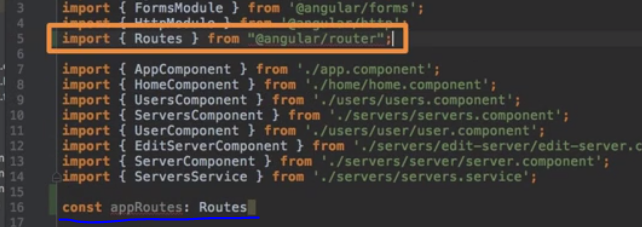 3 import { FormsModule } from '@angular/forms';
4 import { HttpModule } from '@angular/http';
5 import { Routes } from "@angular/router";
6
7 import { AppComponent } from './app.component';
8 import { HomeComponent } from './home/home.component';
9 import { UsersComponent } from './users/users.component';
10 import { ServersComponent } from './servers/servers.component';
11 import { UserComponent } from './users/user/user.component';
12 import { EditServerComponent } from './servers/edit-server/edit-server.c
13 import { ServerComponent } from './servers/server/server.component';
14 import { ServersService } from './servers/servers.service';
15
16 const appRoutes: Routes
17